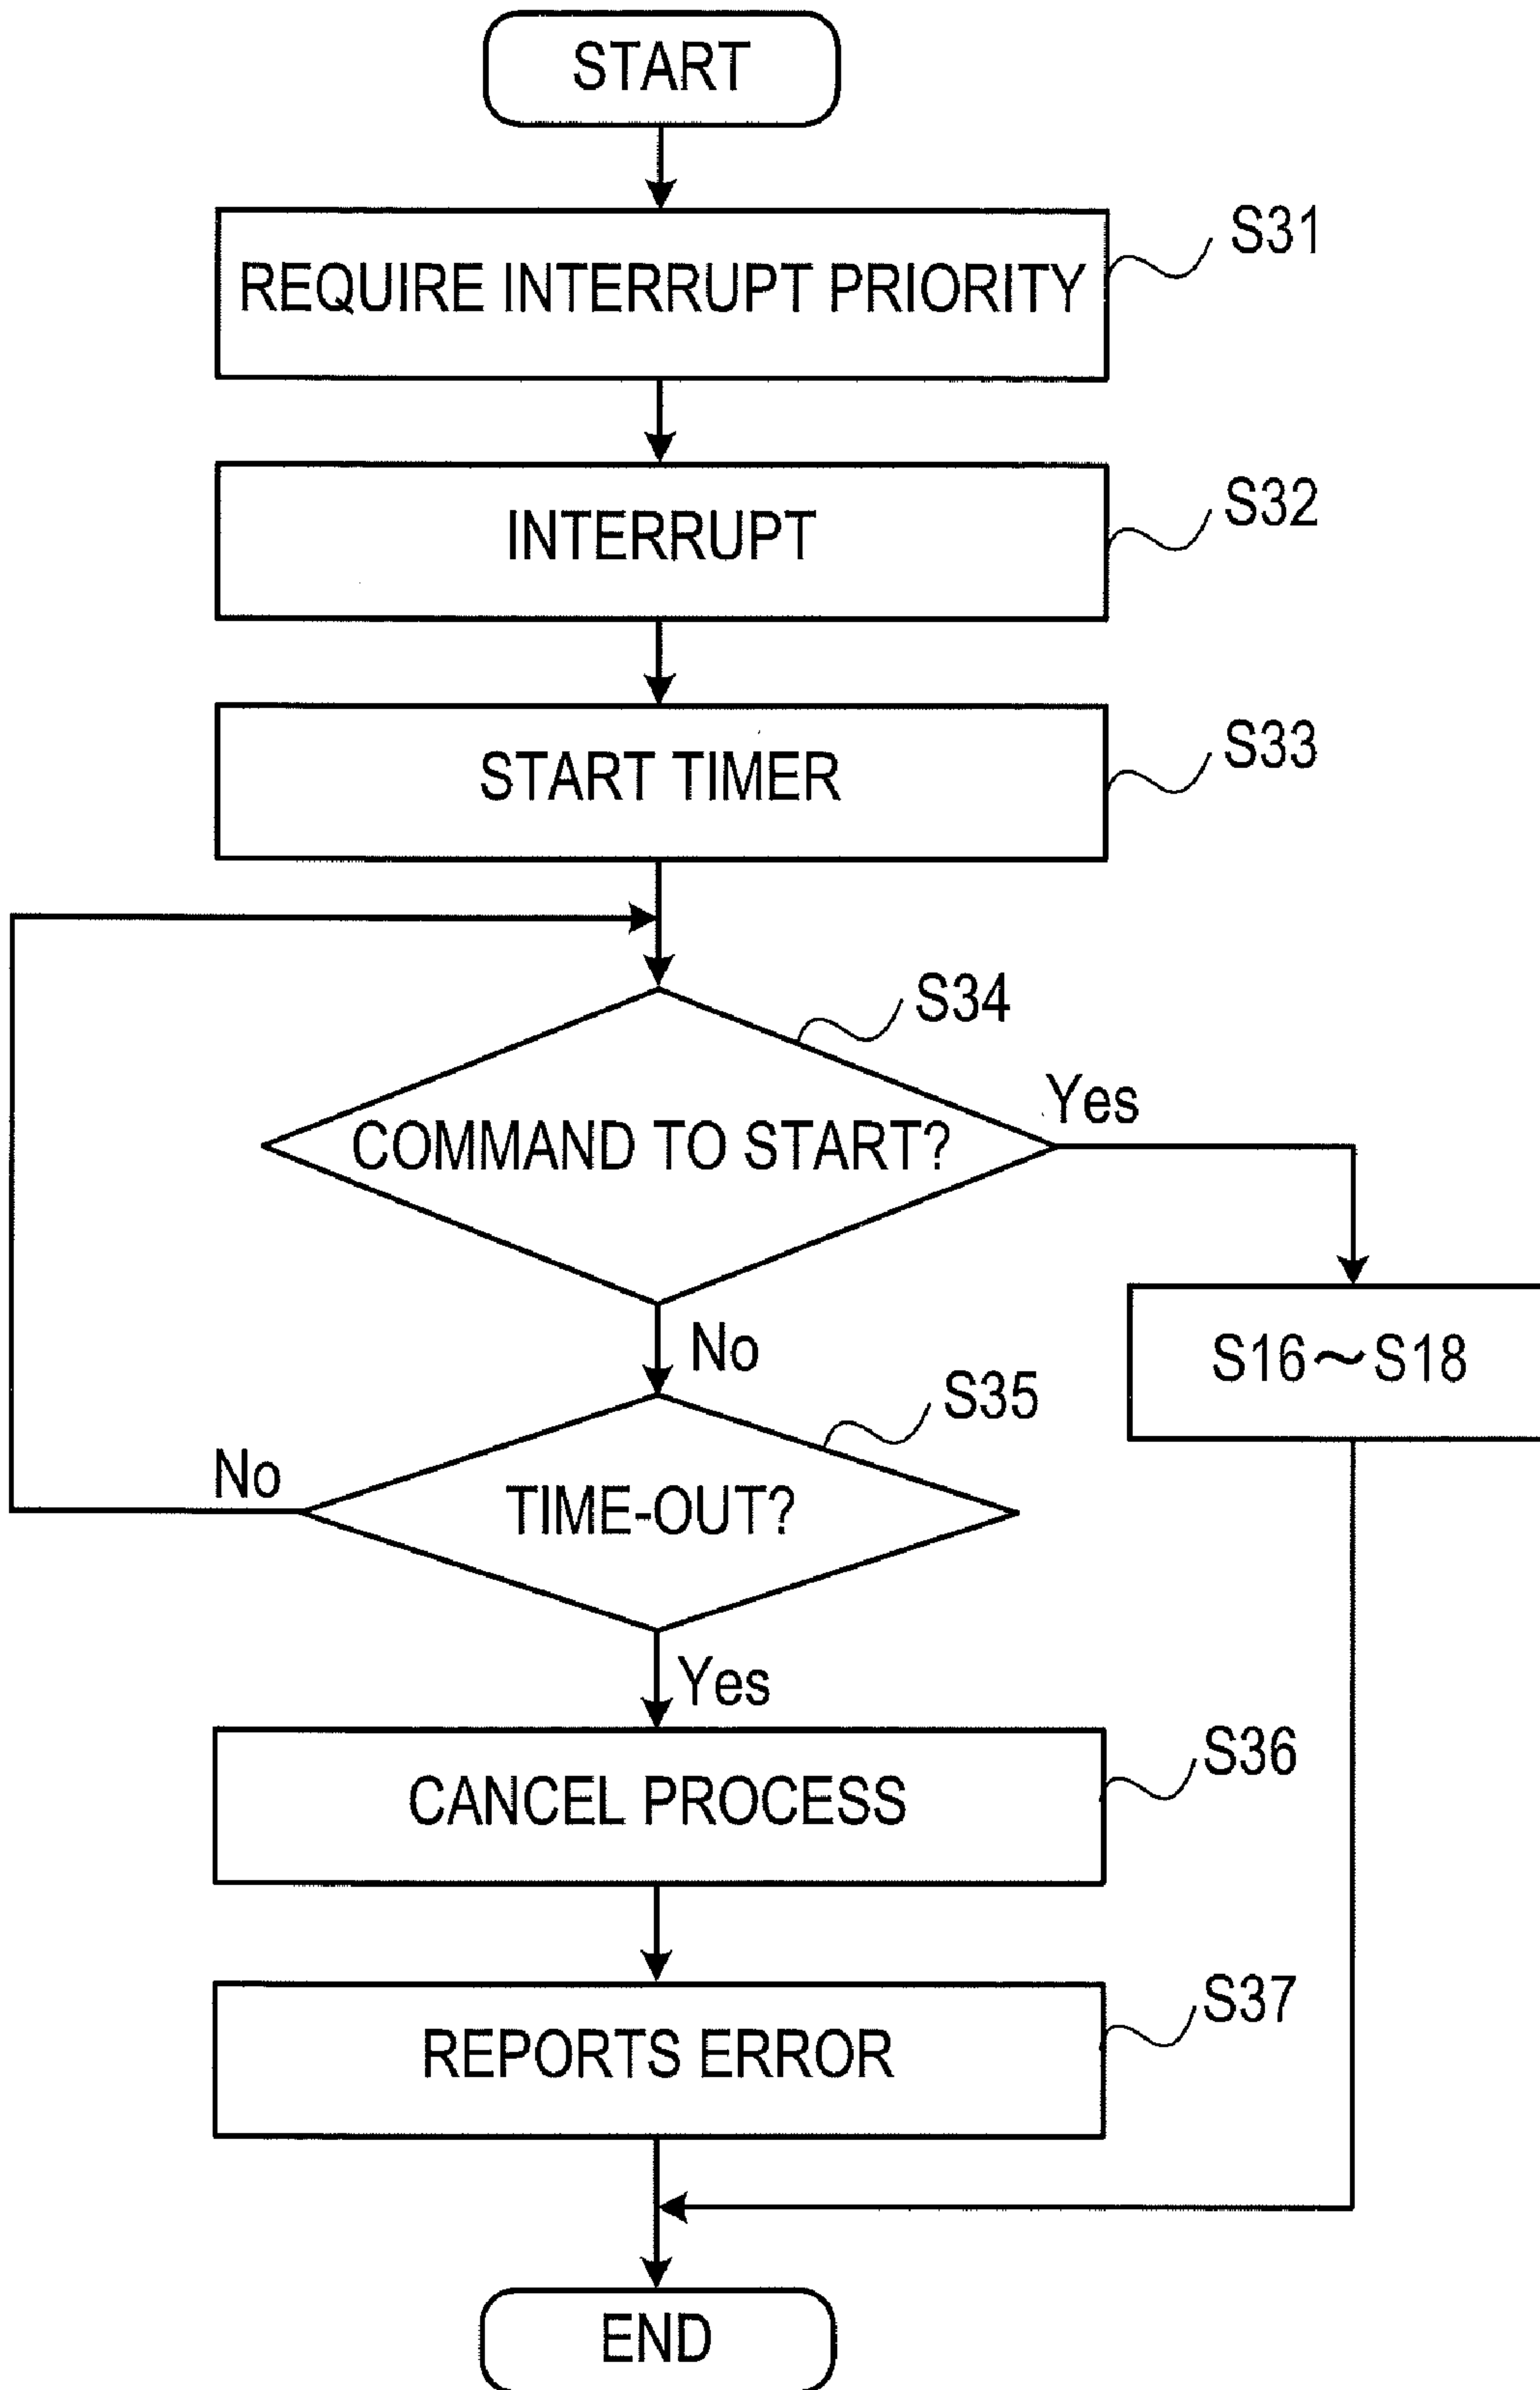 START
REQUIRE INTERRUPT PRIORITY
S31
INTERRUPT
S32
START TIMER
S33
S34
COMMAND TO START?
Yes
No
S16~S18
S35
No
TIME-OUT?
Yes
CANCEL PROCESS
S36
REPORTS ERROR
S37
END